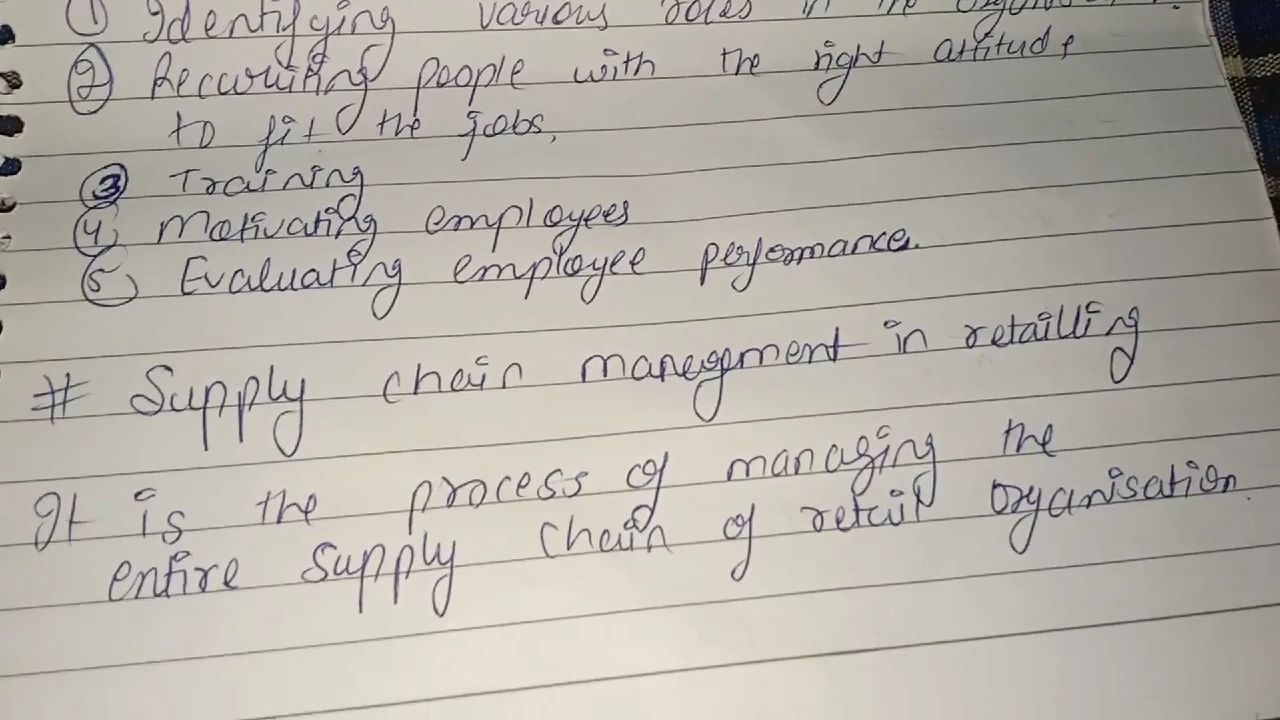 ① Identifying various roles in the
② Recruiting people with the right attitude
to fit the jobs,
③ Training
④ Motivating employees
⑤ Evaluating employee performance.
# Supply chain manegment in retailling
It is the process of managing the
entire supply chain of retail organisation.